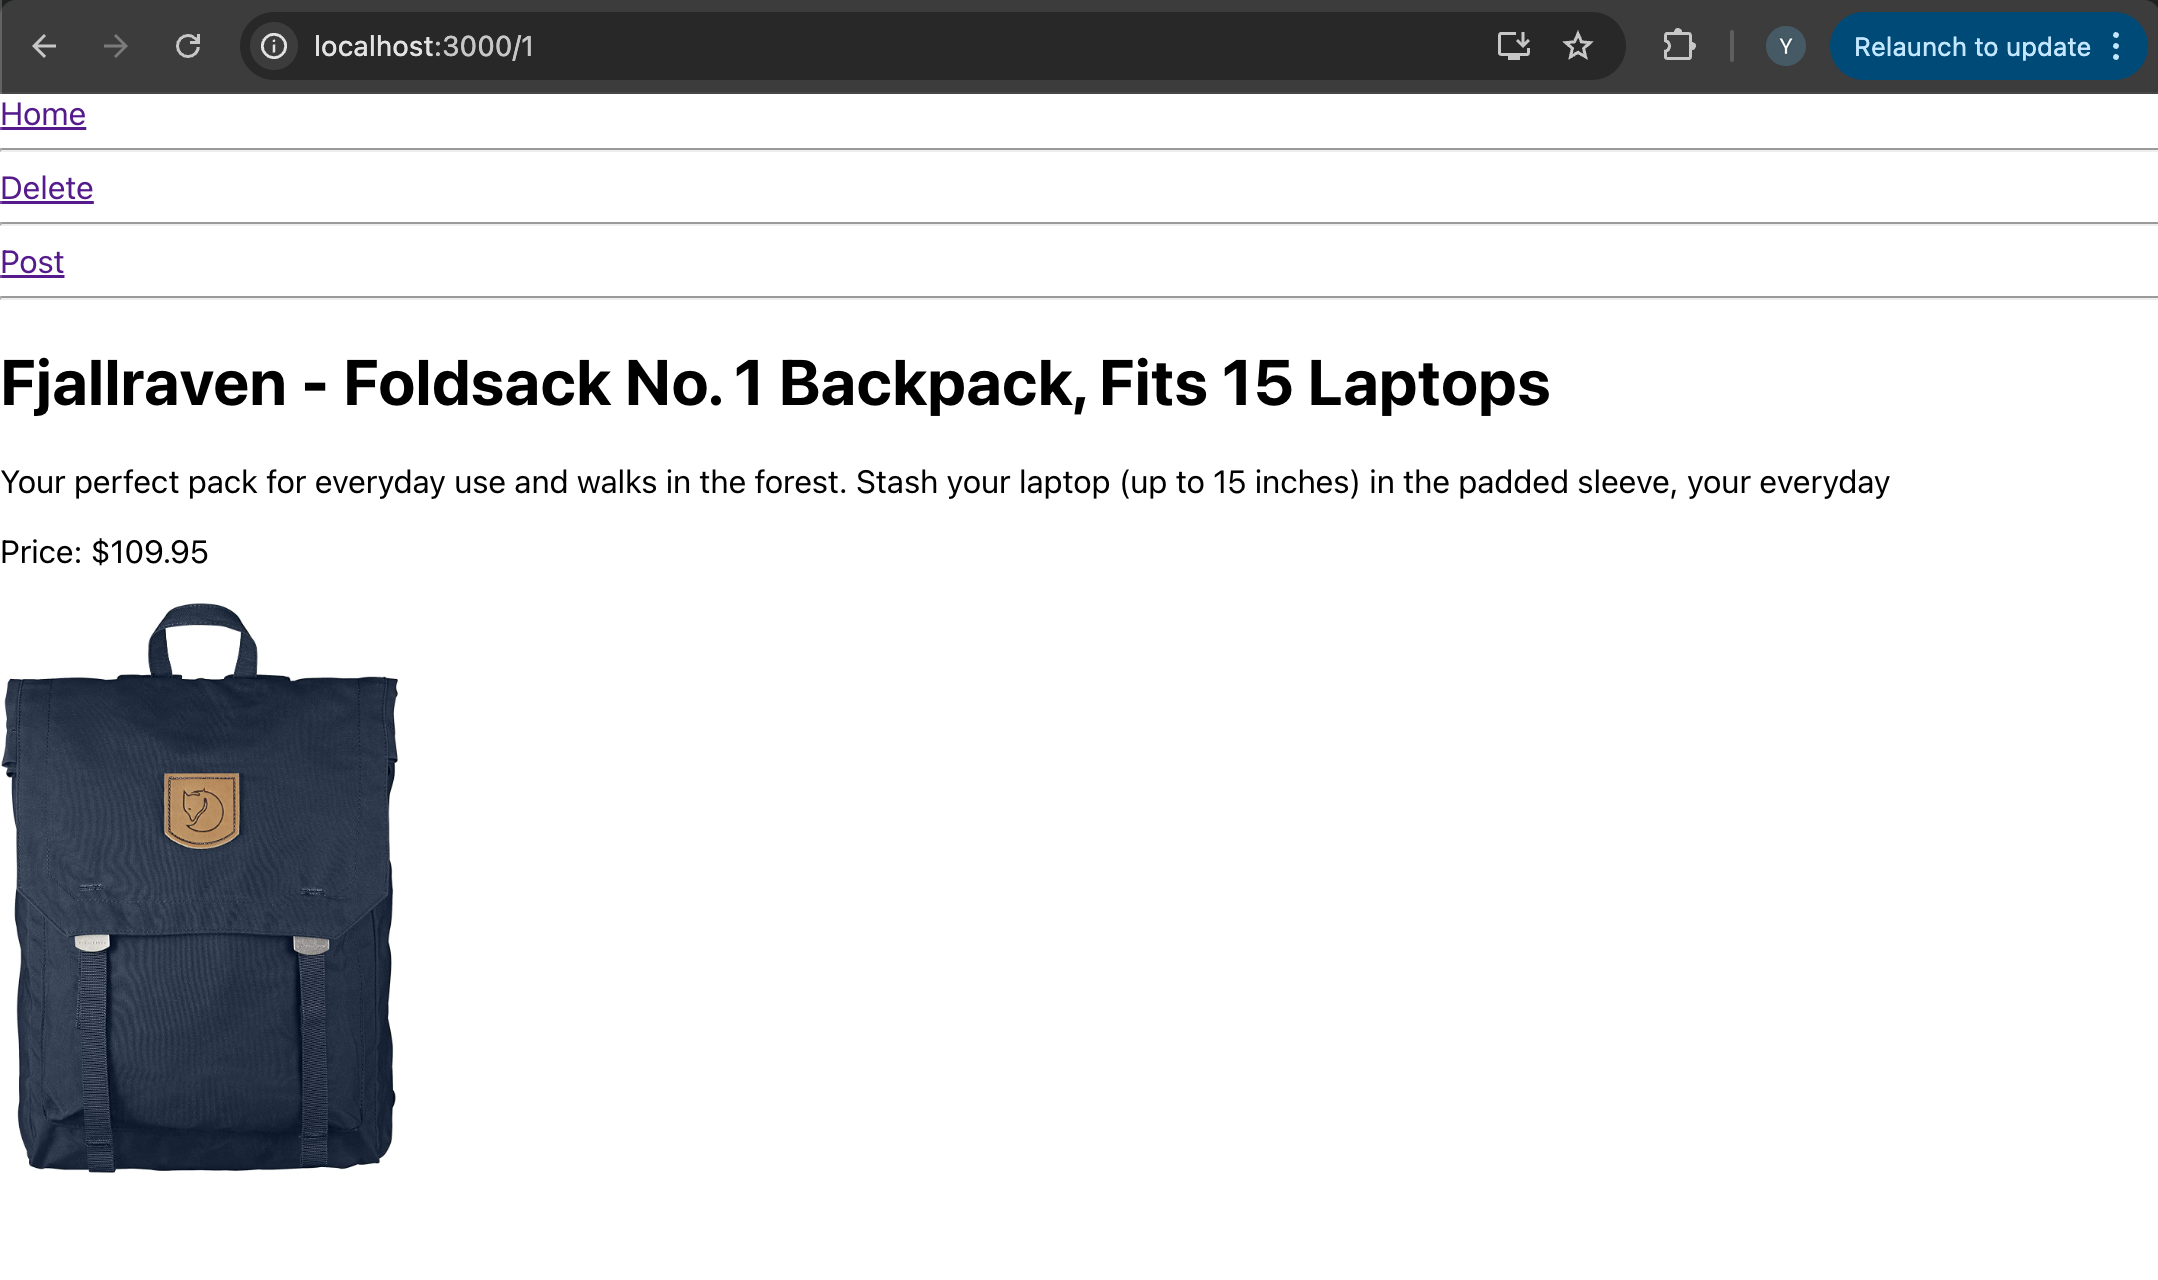 localhost:3000/1
Y
Relaunch to update
Home
Delete
Post
Fjallraven - Foldsack No. 1 Backpack, Fits 15 Laptops
Your perfect pack for everyday use and walks in the forest. Stash your laptop (up to 15 inches) in the padded sleeve, your everyday
Price: $109.95